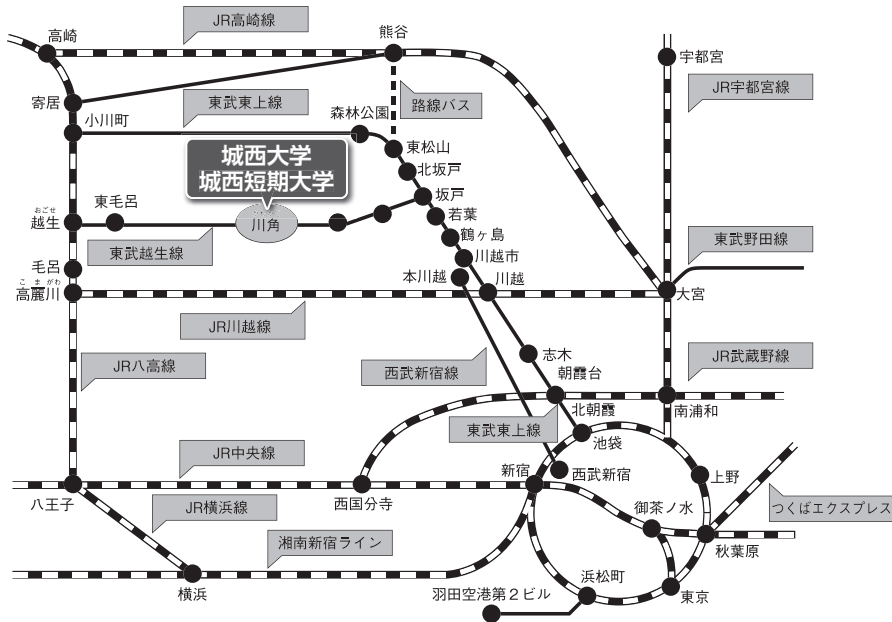 JR高崎線
高崎
熊谷
宇都宮
JR宇都宮線
寄居
東武東上線
路線バス
小川町
森林公園
東松山
城西大学
城西短期大学
北坂戸
坂戸
おごせ
越生
東毛呂
川角
若葉
鶴ヶ島
東武越生線
東武野田線
川越市
毛呂
本川越
川越
こまがわ
高麗川
大宮
JR川越線
JR八高線
西武新宿線
志木
朝霞台
JR武蔵野線
北朝霞
南浦和
東武東上線
池袋
JR中央線
新宿
西武新宿
上野
八王子
西国分寺
御茶ノ水
つくばエクスプレス
JR横浜線
湘南新宿ライン
秋葉原
横浜
羽田空港第2ビル
浜松町
東京